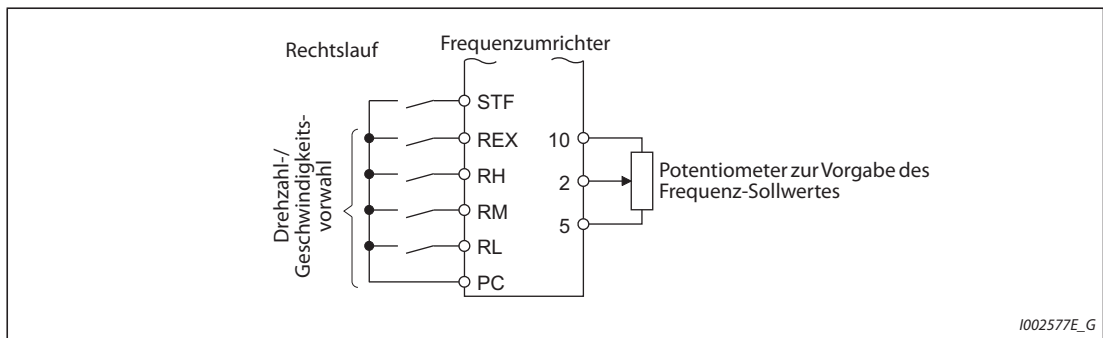 Rechtslauf
Frequenzumrichter
Drehzahl-/
Geschwindigkeits-
vorwahl
STF
REX
RH
RM
RL
PC
10
2
5
Potentiometer zur Vorgabe des
Frequenz-Sollwertes
I002577E_G